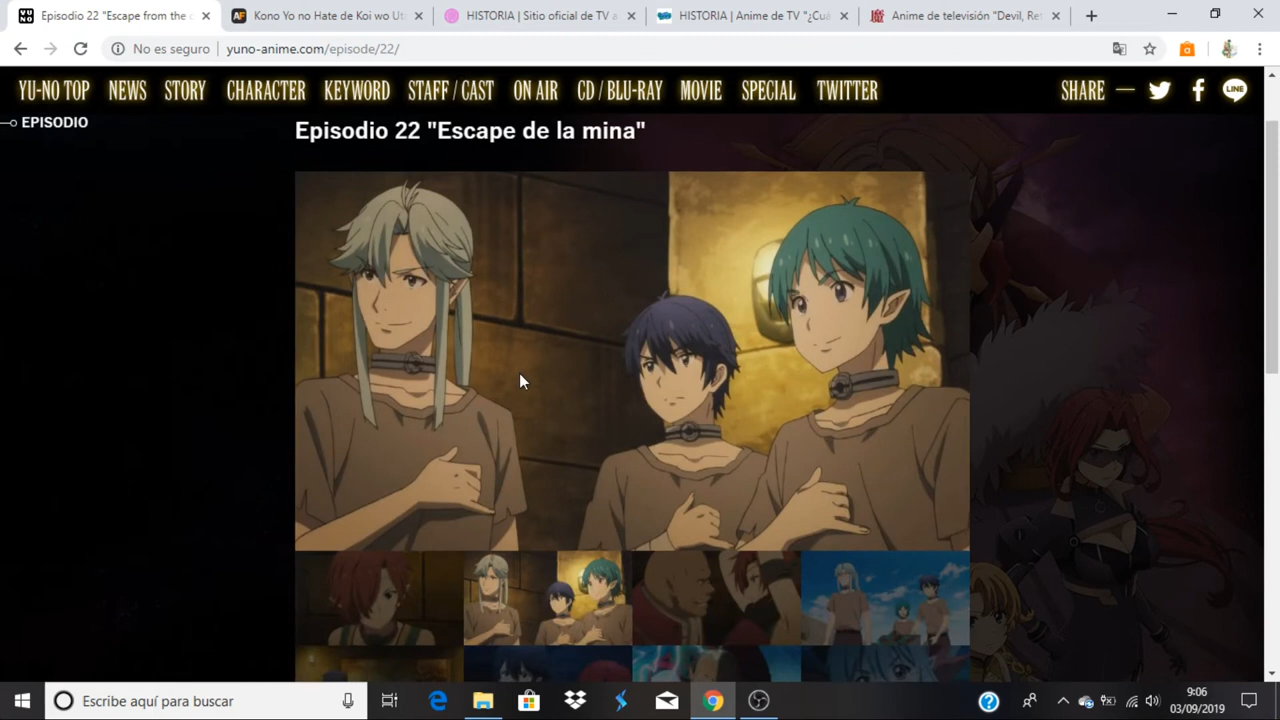 Episodio 22 "Escape from the c
Kono Yo no Hate de Koi wo Uta
HISTORIA | Sitio oficial de TV a
HISTORIA | Anime de TV "¿Cuá
Anime de televisión "Devil, Ret
No es seguro yuno-anime.com/episode/22/
YU-NO TOP NEWS STORY CHARACTER KEYWORD STAFF / CAST ON AIR CD / BLU-RAY MOVIE SPECIAL TWITTER SHARE LINE
EPISODIO
Episodio 22 "Escape de la mina"
Escribe aquí para buscar
9:06
03/09/2019